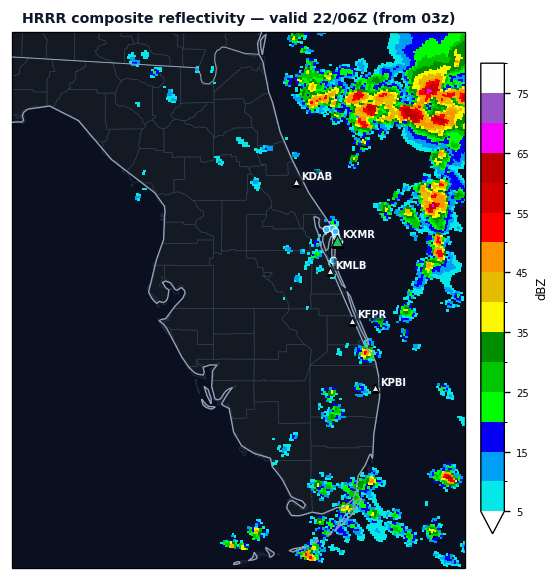 HRRR composite reflectivity — valid 22/06Z (from 03z)
KDAB
KXMR
KMLB
KFPR
KPBI
75
65
55
45
35
25
15
5
dBZ